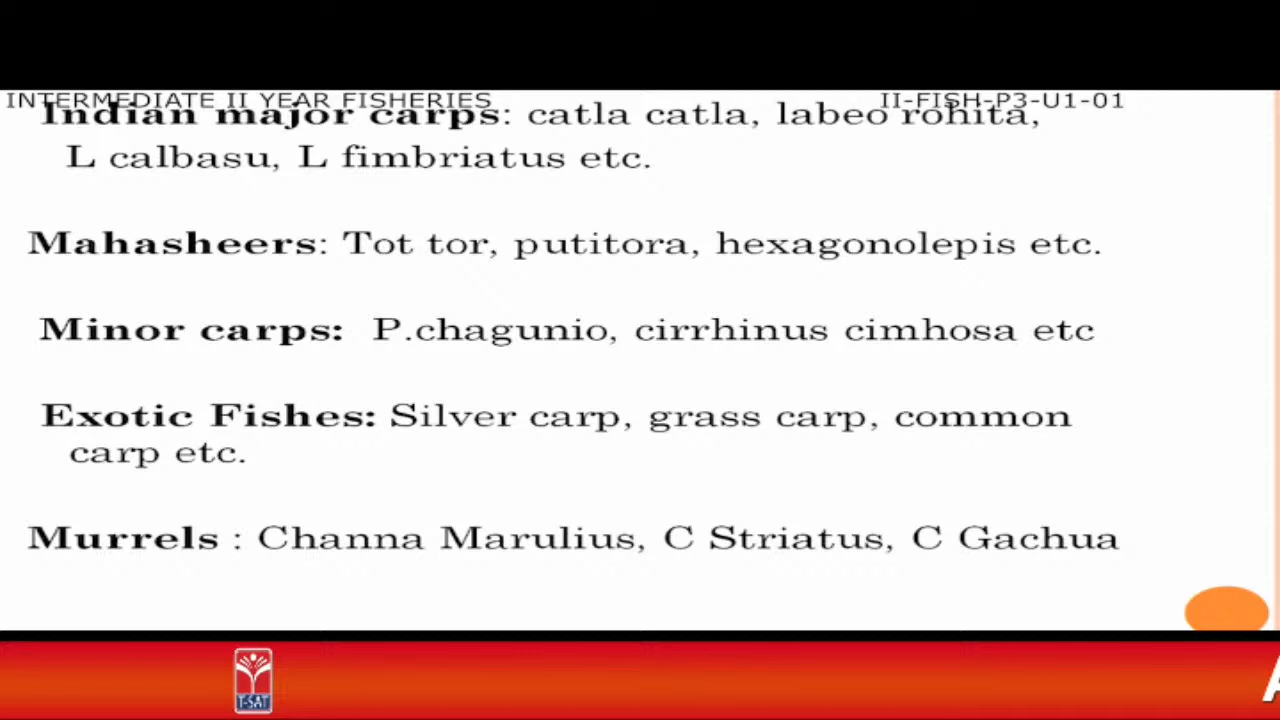 INTERMEDIATE II YEAR FISHERIES II-FISH-P3-U1-01
Indian major carps: catla catla, labeo rohita,
L calbasu, L fimbriatus etc.
Mahasheers: Tot tor, putitora, hexagonolepis etc.
Minor carps: P.chagunio, cirrhinus cimhosa etc
Exotic Fishes: Silver carp, grass carp, common
carp etc.
Murrels : Channa Marulius, C Striatus, C Gachua
T-SAT